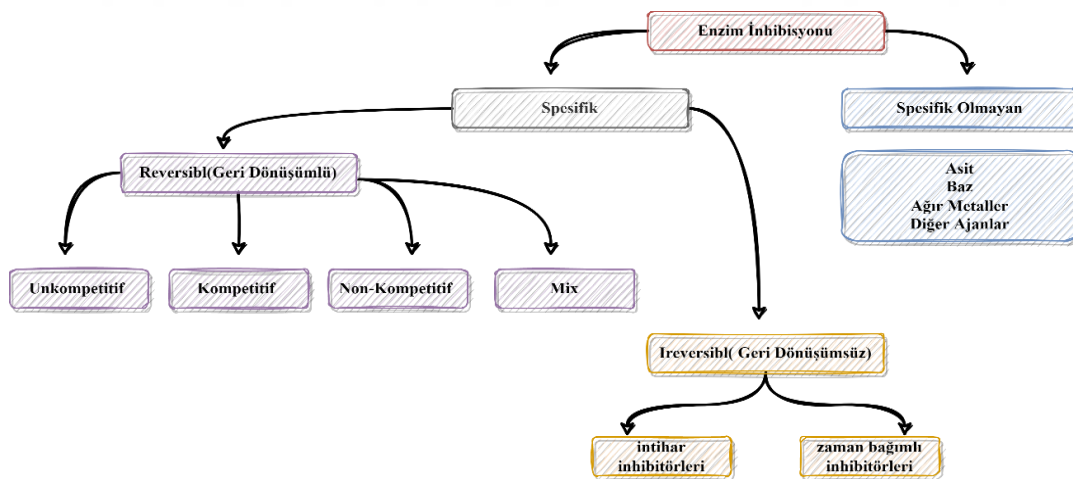 Enzim İnhibisyonu
Spesifik
Spesifik Olmayan
Reversibl(Geri Dönüşümlü)
Asit
Baz
Ağır Metaller
Diğer Ajanlar
Unkompetitif
Kompetitif
Non-Kompetitif
Mix
Ireversibl( Geri Dönüşümsüz)
intihar
inhibitörleri
zaman bağımlı
inhibitörleri